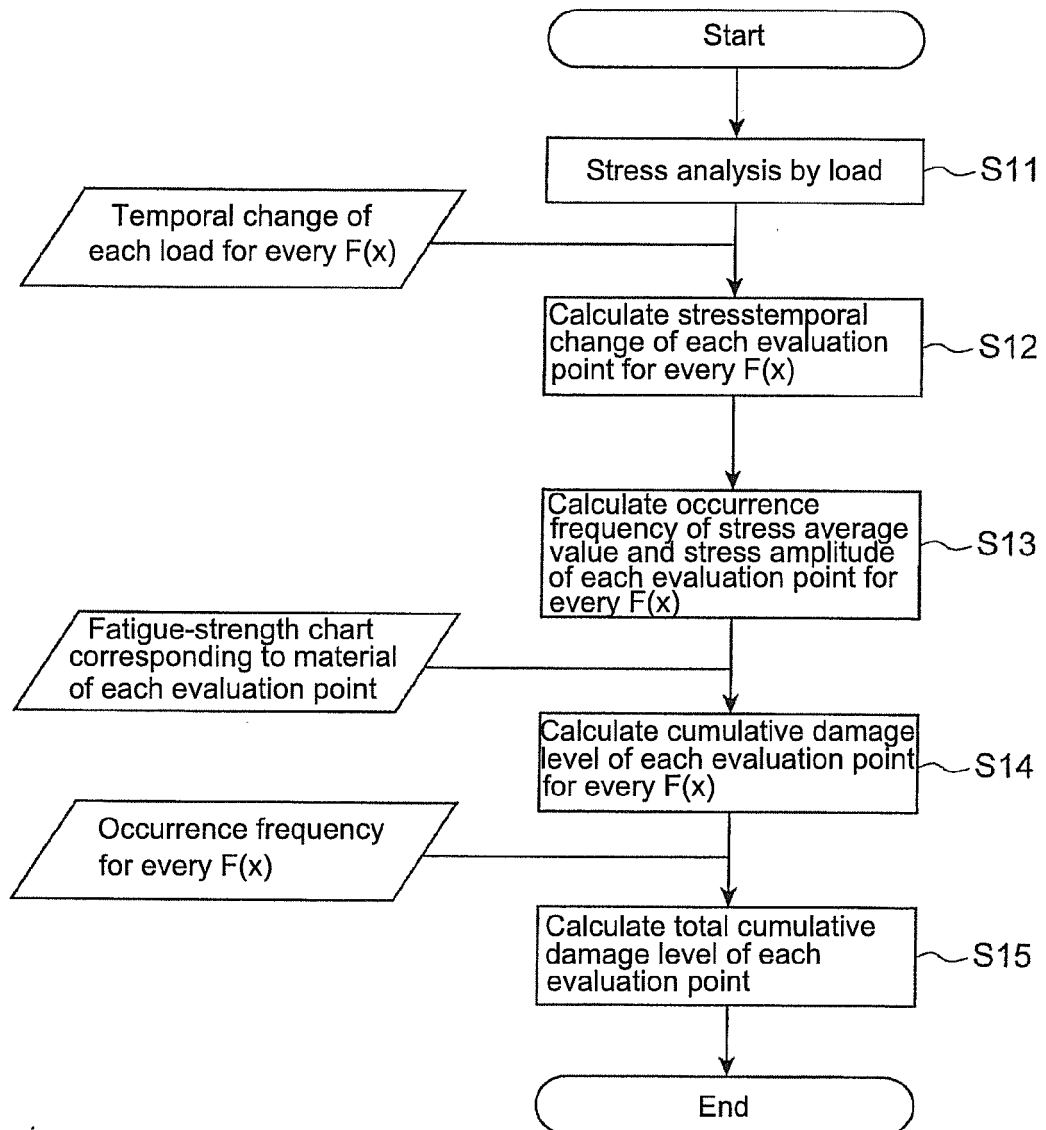 Start
Stress analysis by load
S11
Temporal change of
each load for every F(x)
Calculate stresstemporal
change of each evaluation
point for every F(x)
S12
Calculate occurrence
frequency of stress average
value and stress amplitude
of each evaluation point for
every F(x)
S13
Fatigue-strength chart
corresponding to material
of each evaluation point
Calculate cumulative damage
level of each evaluation point
for every F(x)
S14
Occurrence frequency
for every F(x)
Calculate total cumulative
damage level of each
evaluation point
S15
End